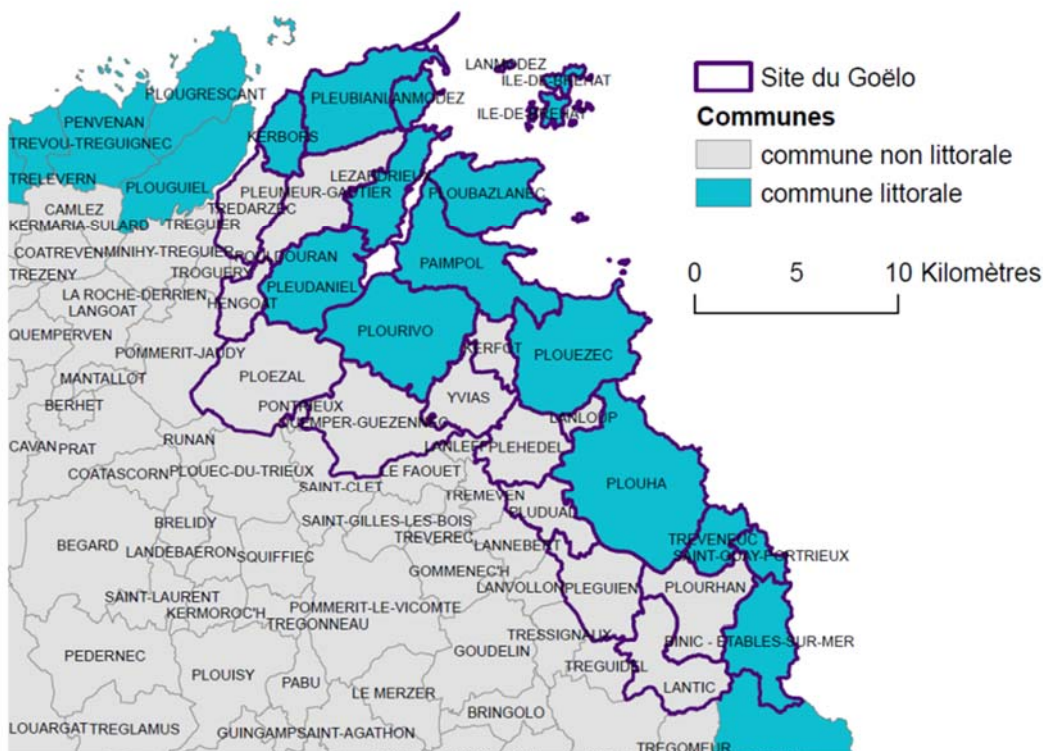 PLOUGRESCANT
PENVENAN
TREVOU-TREGUIGNEC
TRELEVERN
PLOUGUIEL
CAMLEZ
KERMARIA-SULARD
TREGUIER
COATREVEN
MINIHY-TREGUIER
TREZENY
TROGUERY
LA ROCHE-DERRIEN
LANGOAT
QUEMPERVEN
POMMERIT-JAUDY
MANTALLOT
BERHET
CAVAN
PRAT
RUNAN
COATASCORN
PLOUEC-DU-TRIEUX
BRELIDY
BEGARD
LANDEBAERON
SQUIFFIEC
SAINT-LAURENT
KERMOROC'H
TREGONNEAU
PEDERNEC
PLOUISY
PABU
LOUARGAT
TREGLAMUS
GUINGAMP
SAINT-AGATHON
LANMODEZ
ILE-DE-BREHAT
ILE-DE-BREHAT
PLEUBIAN
LANMODEZ
KERBORS
LEZARDRIEUX
PLEUMEUR-GAUTIER
TREDARZEC
PLOUBAZLANEC
POULDOURAN
PLEUDANIEL
PAIMPOL
HENGOAT
PLOURIVO
KERFOT
PLOUEZEC
PLOEZAL
PONTRIEUX
QUEMPER-GUEZENNEC
YVIAS
LANLOUP
LANLEFF
PLEHEDEL
LE FAOUET
SAINT-CLET
PLOUHA
TREMEVEN
PLUDUAL
SAINT-GILLES-LES-BOIS
TREVEREC
LANNEBERT
TREVENEUC
SAINT-QUAY-PORTRIEUX
GOMMENEC'H
LANVOLLON
PLEGUIEN
PLOURHAN
POMMERIT-LE-VICOMTE
TRESSIGNAUX
BINIC - ETABLES-SUR-MER
GOUDELIN
TREGUIDEL
LANTIC
LE MERZER
BRINGOLO
TREGOMEUR
Site du Goëlo
Communes
commune non littorale
commune littorale
0 5 10 Kilomètres